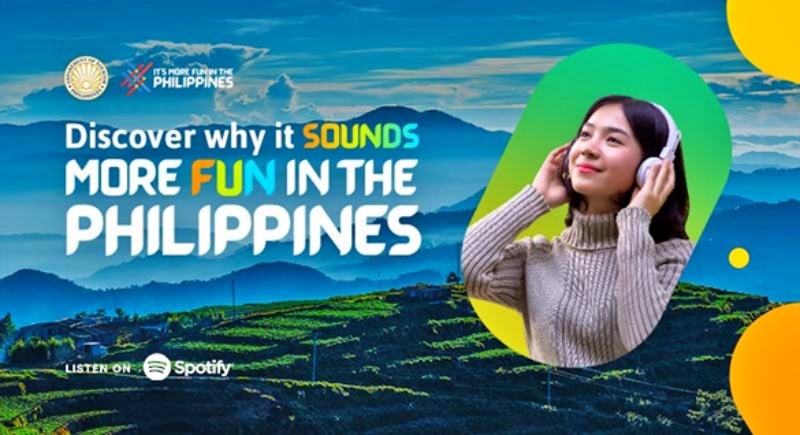 IT'S MORE FUN IN THE
PHILIPPINES
Discover why it SOUNDS
MORE FUN IN THE
PHILIPPINES
LISTEN ON Spotify